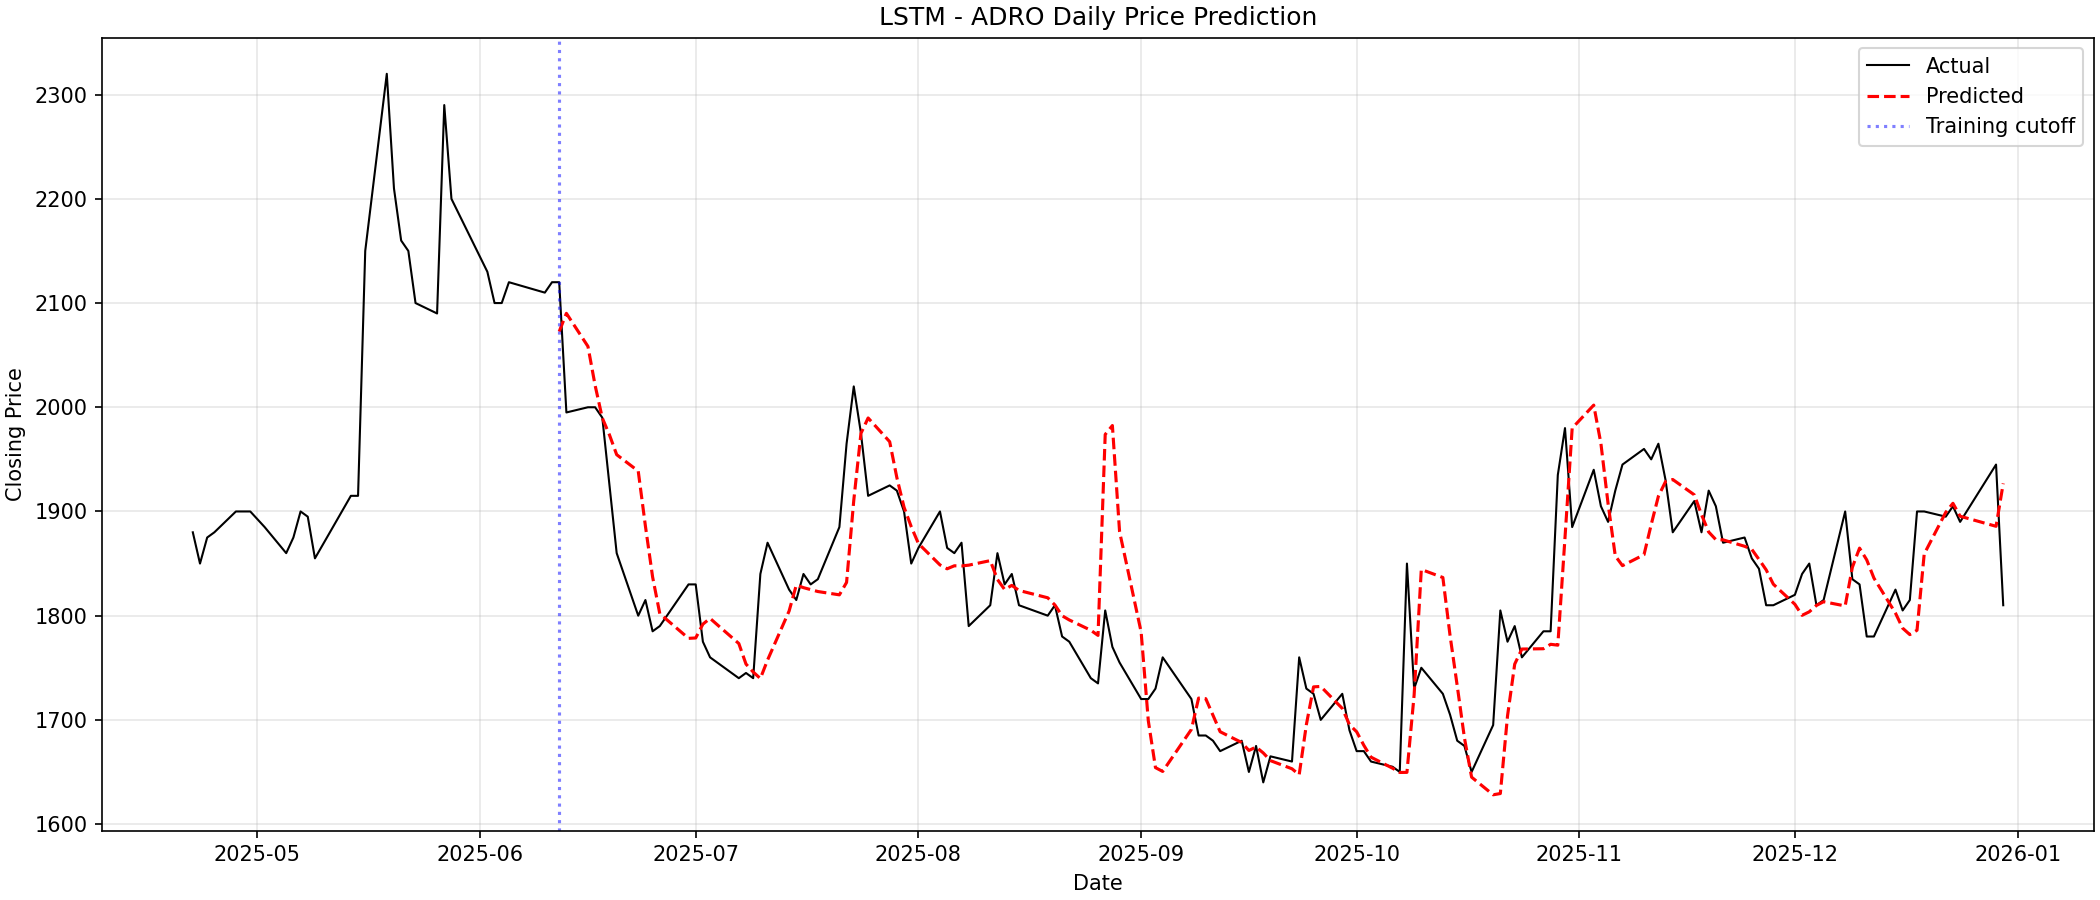 LSTM - ADRO Daily Price Prediction
Actual
Predicted
Training cutoff
Closing Price
2300
2200
2100
2000
1900
1800
1700
1600
2025-05 2025-06 2025-07 2025-08 2025-09 2025-10 2025-11 2025-12 2026-01
Date